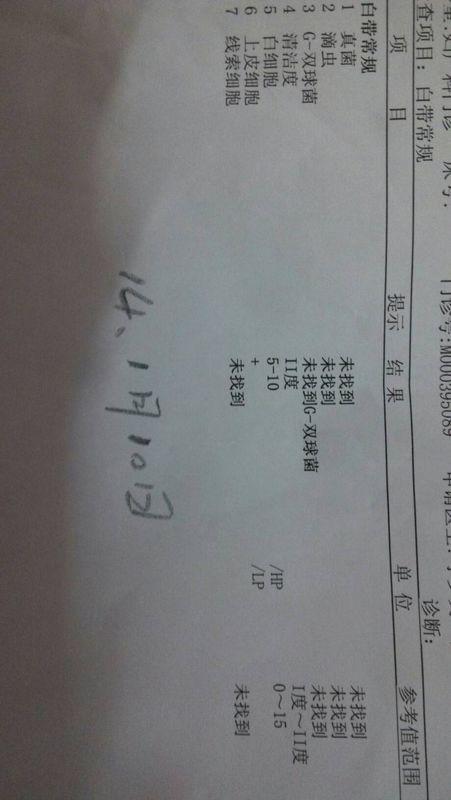 室:妇产科门诊 床号: 门诊号:M000395089 申请医生:
查项目: 白带常规 诊断:
项 目 提示 结 果 单 位 参考值范围
白带常规
1 真菌 未找到 未找到
2 滴虫 未找到 未找到
3 G-双球菌 未找到G-双球菌 未找到
4 清洁度 II度 I度～II度
5 白细胞 5-10 /HP 0～15
6 上皮细胞 + /LP
7 线索细胞 未找到 未找到
14、1月10日